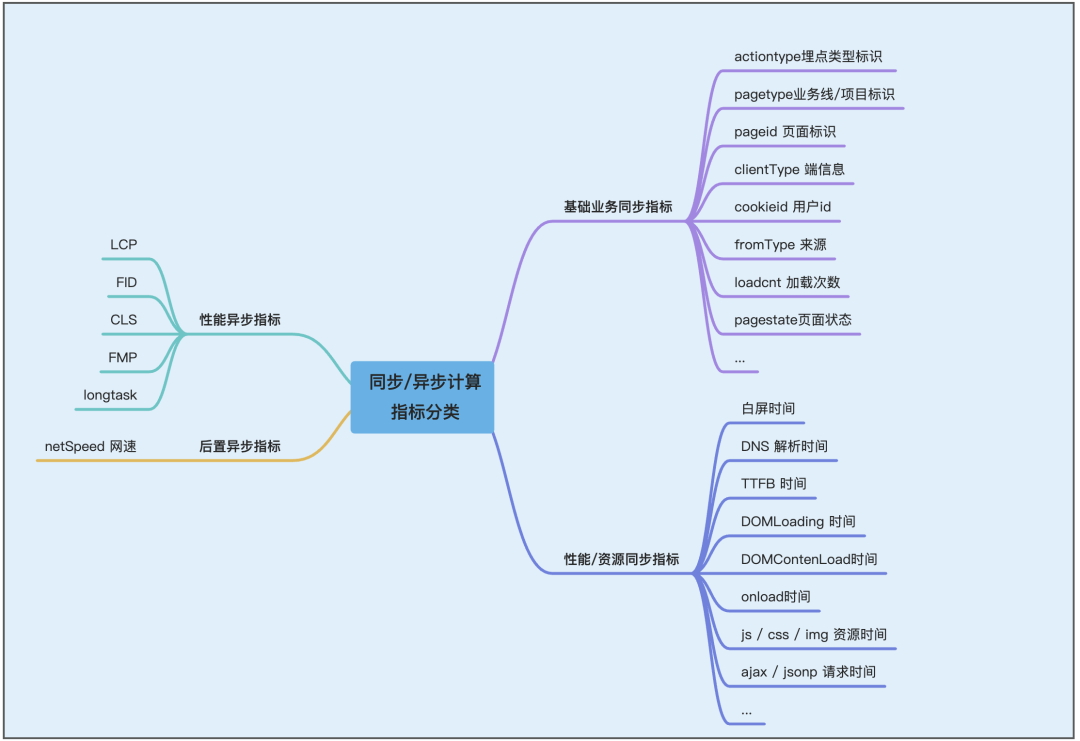 同步/异步计算
指标分类
基础业务同步指标
actiontype埋点类型标识
pagetype业务线/项目标识
pageid 页面标识
clientType 端信息
cookieid 用户id
fromType 来源
loadcnt 加载次数
pagestate页面状态
...
性能/资源同步指标
白屏时间
DNS 解析时间
TTFB 时间
DOMLoading 时间
DOMContenLoad时间
onload时间
js / css / img 资源时间
ajax / jsonp 请求时间
...
性能异步指标
LCP
FID
CLS
FMP
longtask
后置异步指标
netSpeed 网速